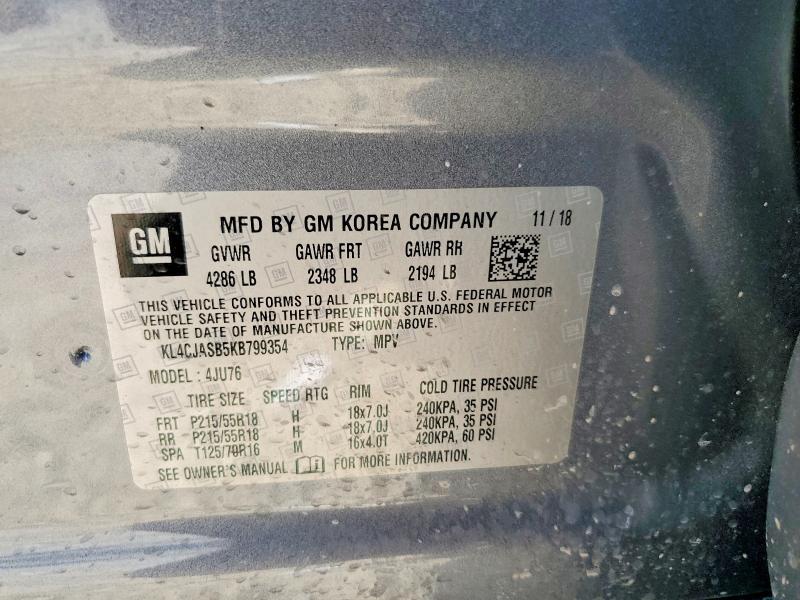 GM MFD BY GM KOREA COMPANY 11 / 18
GVWR GAWR FRT GAWR RH
4286 LB 2348 LB 2194 LB
THIS VEHICLE CONFORMS TO ALL APPLICABLE U.S. FEDERAL MOTOR
VEHICLE SAFETY AND THEFT PREVENTION STANDARDS IN EFFECT
ON THE DATE OF MANUFACTURE SHOWN ABOVE.
KL4CJASB5KB799354 TYPE: MPV
MODEL: 4JU76
TIRE SIZE SPEED RTG RIM COLD TIRE PRESSURE
FRT P215/55R18 H 18x7.0J 240KPA, 35 PSI
RR P215/55R18 H 18x7.0J 240KPA, 35 PSI
SPA T125/70R16 M 16x4.0T 420KPA, 60 PSI
SEE OWNER'S MANUAL FOR MORE INFORMATION.